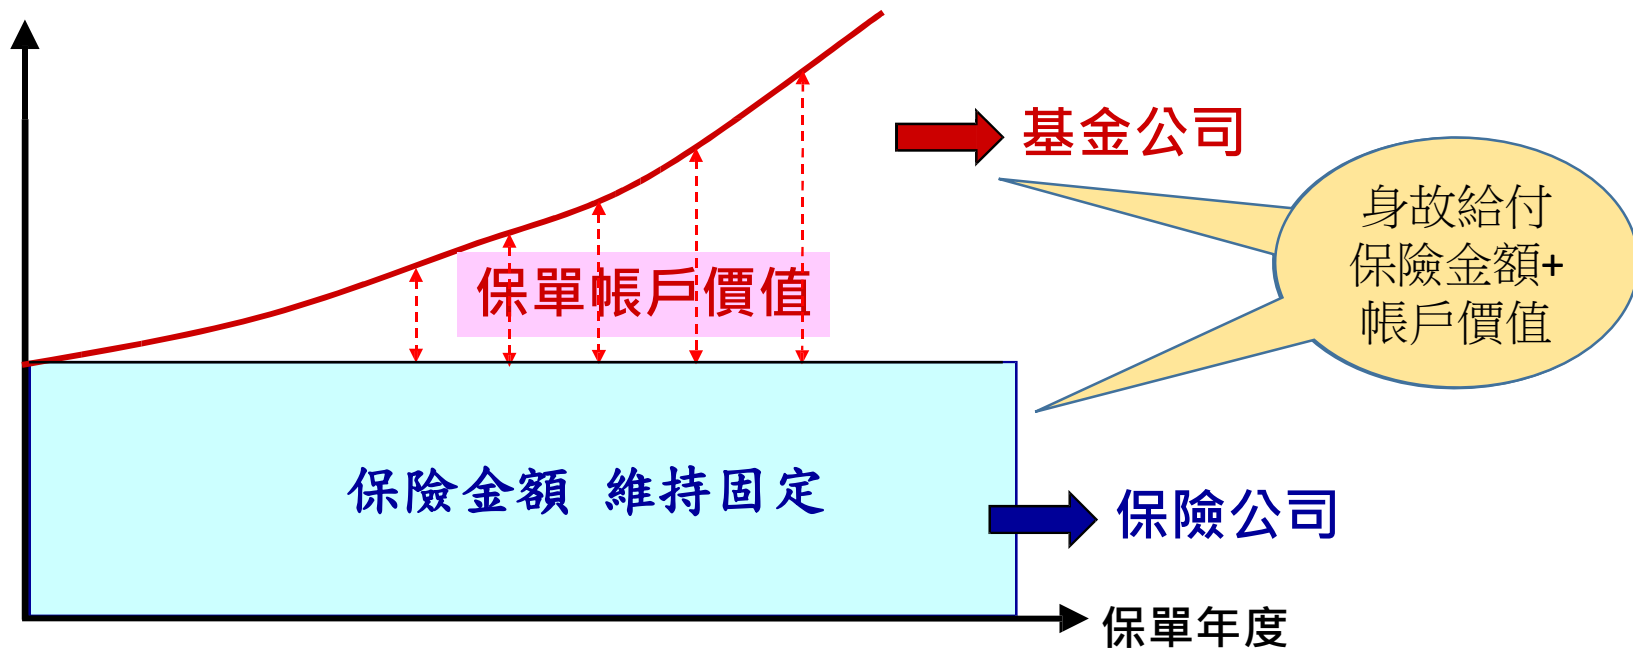 基金公司
身故給付
保險金額+
帳戶價值
保單帳戶價值
保險金額 維持固定
保險公司
保單年度